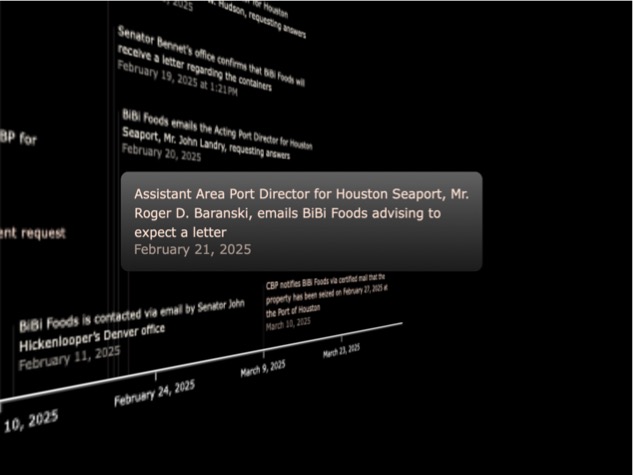 , 2025
. Hudson, requesting answers
for Houston
Senator Bennet's office confirms that BiBi Foods will
receive a letter regarding the containers
February 19, 2025 at 1:21PM
BiBi Foods emails the Acting Port Director for Houston
Seaport, Mr. John Landry, requesting answers
February 20, 2025
BP for
Assistant Area Port Director for Houston Seaport, Mr.
Roger D. Baranski, emails BiBi Foods advising to
expect a letter
February 21, 2025
ent request
CBP notifies BiBi Foods via certified mail that the
property has been seized on February 27, 2025 at
the Port of Houston
March 10, 2025
BiBi Foods is contacted via email by Senator John
Hickenlooper's Denver office
February 11, 2025
10, 2025
February 24, 2025
March 9, 2025
March 23, 2025